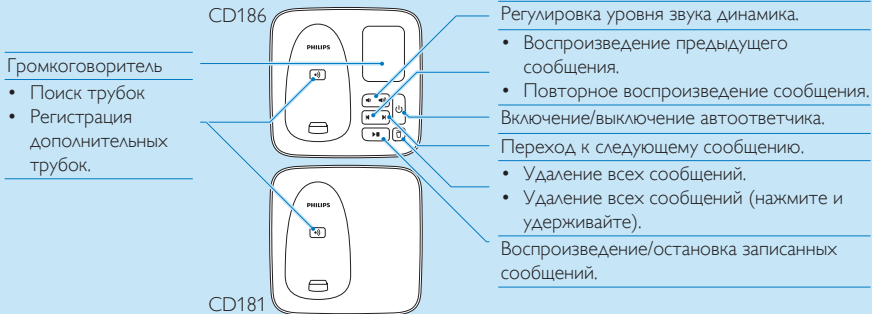 CD186
PHILIPS
Громкоговоритель
• Поиск трубок
• Регистрация
дополнительных
трубок.
Регулировка уровня звука динамика.
• Воспроизведение предыдущего
сообщения.
• Повторное воспроизведение сообщения.
Включение/выключение автоответчика.
Переход к следующему сообщению.
• Удаление всех сообщений.
• Удаление всех сообщений (нажмите и
удерживайте).
Воспроизведение/остановка записанных
сообщений.
PHILIPS
CD181